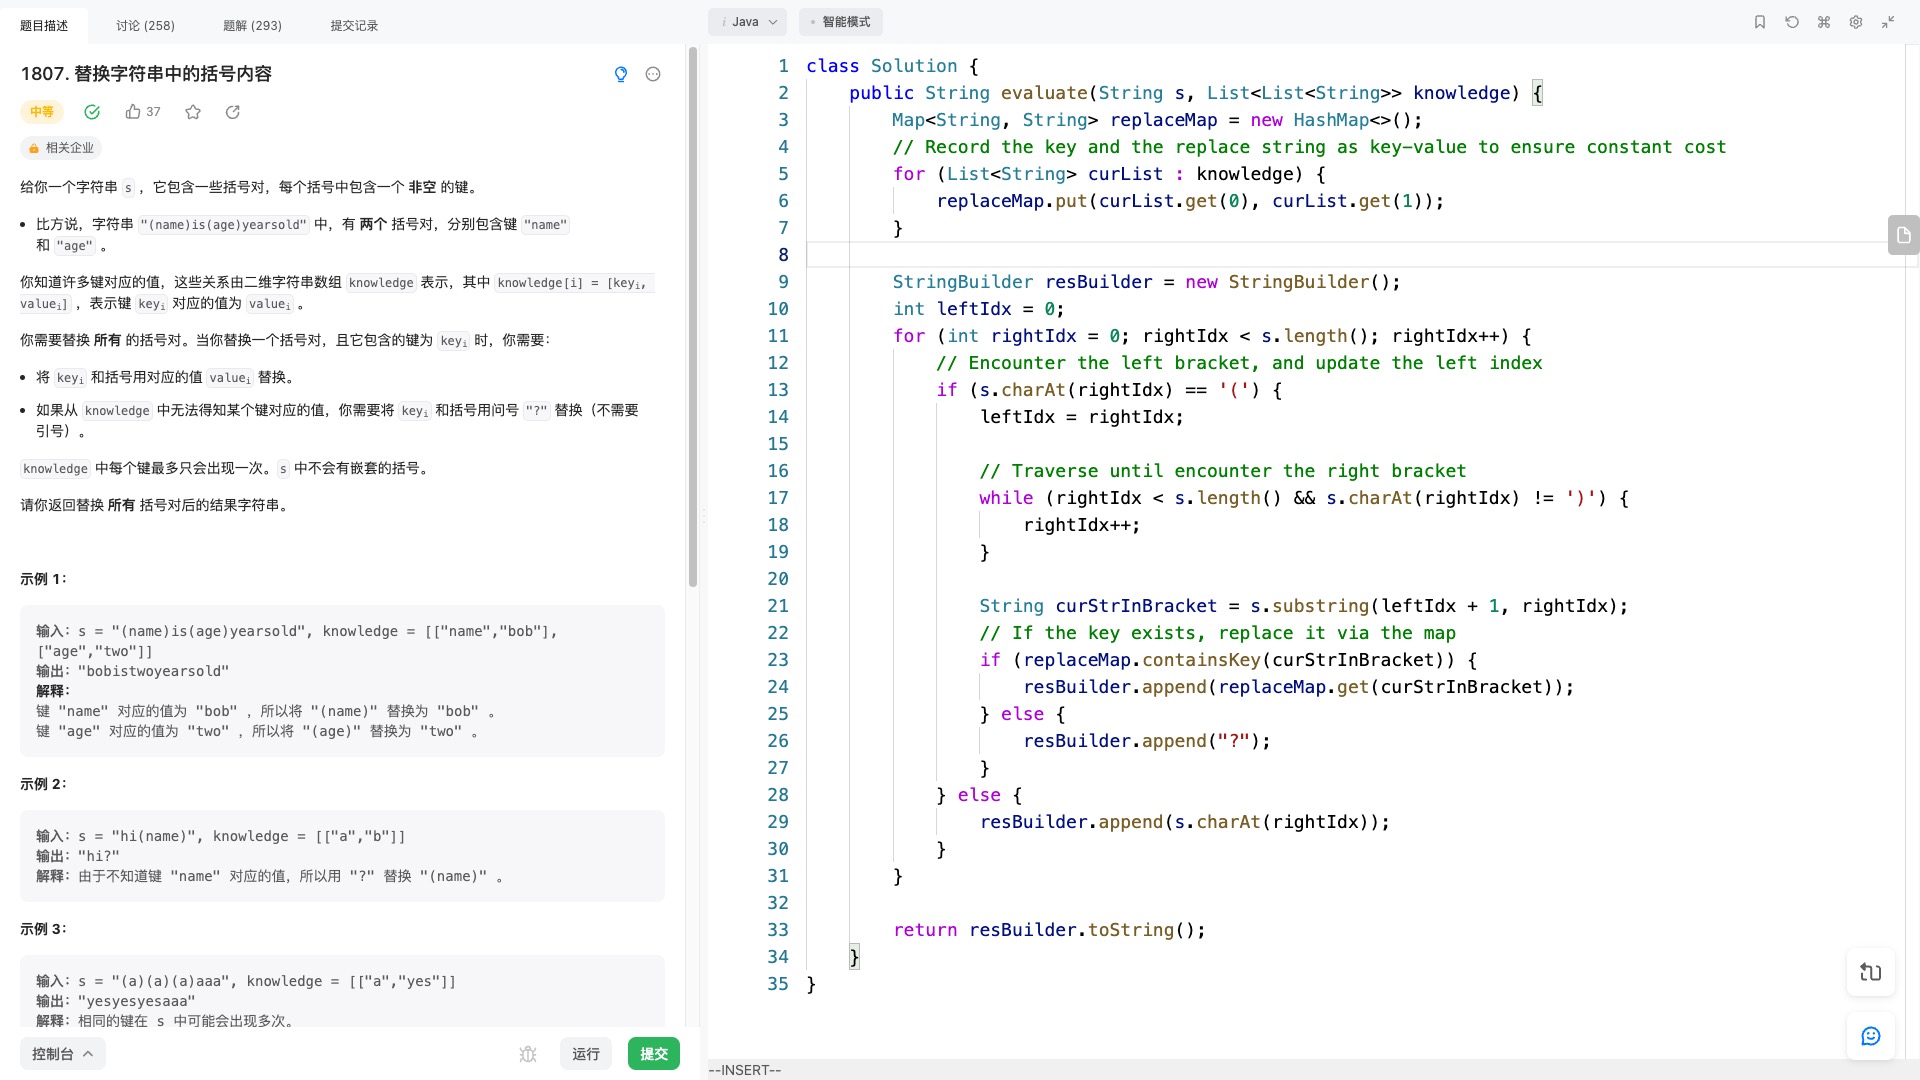 题目描述
讨论 (258)
题解 (293)
提交记录
1807. 替换字符串中的括号内容
中等
37
相关企业
给你一个字符串 s ，它包含一些括号对，每个括号中包含一个 非空 的键。
• 比方说，字符串 "(name)is(age)yearsold" 中，有 两个 括号对，分别包含键 "name"
和 "age" 。
你知道许多键对应的值，这些关系由二维字符串数组 knowledge 表示，其中 knowledge[i] = [keyi,
valuei] ，表示键 keyi 对应的值为 valuei 。
你需要替换 所有 的括号对。当你替换一个括号对，且它包含的键为 keyi 时，你需要：
• 将 keyi 和括号用对应的值 valuei 替换。
• 如果从 knowledge 中无法得知某个键对应的值，你需要将 keyi 和括号用问号 "?" 替换（不需要
引号）。
knowledge 中每个键最多只会出现一次。s 中不会有嵌套的括号。
请你返回替换 所有 括号对后的结果字符串。
示例 1：
输入：s = "(name)is(age)yearsold", knowledge = [["name","bob"],
["age","two"]]
输出："bobistwoyearsold"
解释：
键 "name" 对应的值为 "bob" ，所以将 "(name)" 替换为 "bob" 。
键 "age" 对应的值为 "two" ，所以将 "(age)" 替换为 "two" 。
示例 2：
输入：s = "hi(name)", knowledge = [["a","b"]]
输出："hi?"
解释：由于不知道键 "name" 对应的值，所以用 "?" 替换 "(name)" 。
示例 3：
输入：s = "(a)(a)(a)aaa", knowledge = [["a","yes"]]
输出："yesyesyesaaa"
解释：相同的键在 s 中可能会出现多次。
控制台
运行
提交
i Java
• 智能模式
1 class Solution {
2     public String evaluate(String s, List<List<String>> knowledge) {
3         Map<String, String> replaceMap = new HashMap<>();
4         // Record the key and the replace string as key-value to ensure constant cost
5         for (List<String> curList : knowledge) {
6             replaceMap.put(curList.get(0), curList.get(1));
7         }
8
9         StringBuilder resBuilder = new StringBuilder();
10         int leftIdx = 0;
11         for (int rightIdx = 0; rightIdx < s.length(); rightIdx++) {
12             // Encounter the left bracket, and update the left index
13             if (s.charAt(rightIdx) == '(') {
14                 leftIdx = rightIdx;
15
16                 // Traverse until encounter the right bracket
17                 while (rightIdx < s.length() && s.charAt(rightIdx) != ')') {
18                     rightIdx++;
19                 }
20
21                 String curStrInBracket = s.substring(leftIdx + 1, rightIdx);
22                 // If the key exists, replace it via the map
23                 if (replaceMap.containsKey(curStrInBracket)) {
24                     resBuilder.append(replaceMap.get(curStrInBracket));
25                 } else {
26                     resBuilder.append("?");
27                 }
28             } else {
29                 resBuilder.append(s.charAt(rightIdx));
30             }
31         }
32
33         return resBuilder.toString();
34     }
35 }
--INSERT--